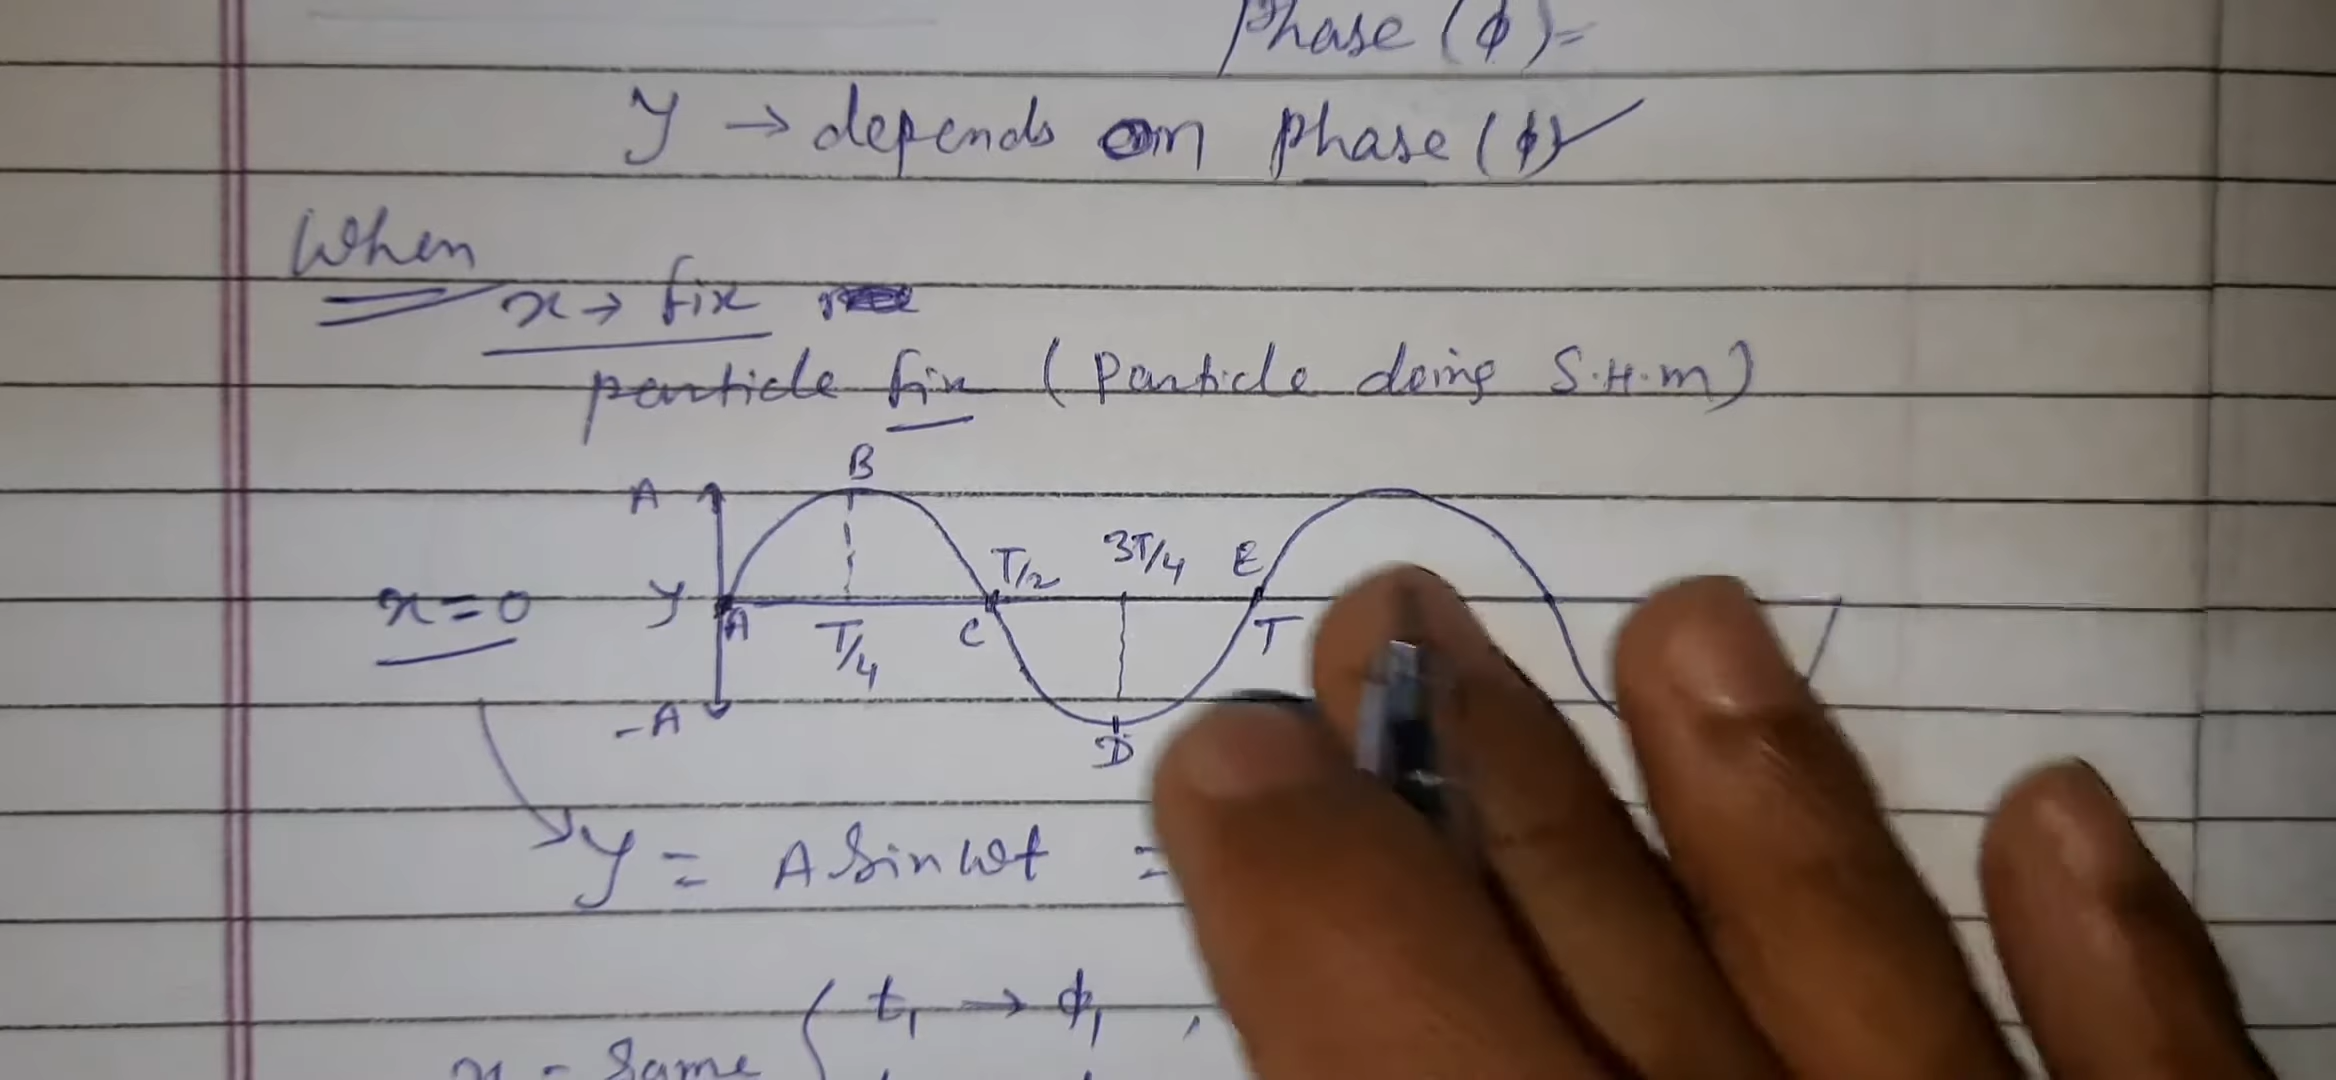 Phase (ϕ)=
y → depends on phase (ϕ)
When
x → fix
particle fix ( Particle doing S.H.M)
B
A
T/2 3T/4 E
x=0 y A T/4 C T
-A
D
y = A Sin ωt =
t₁ → ϕ₁ ,
x - Same